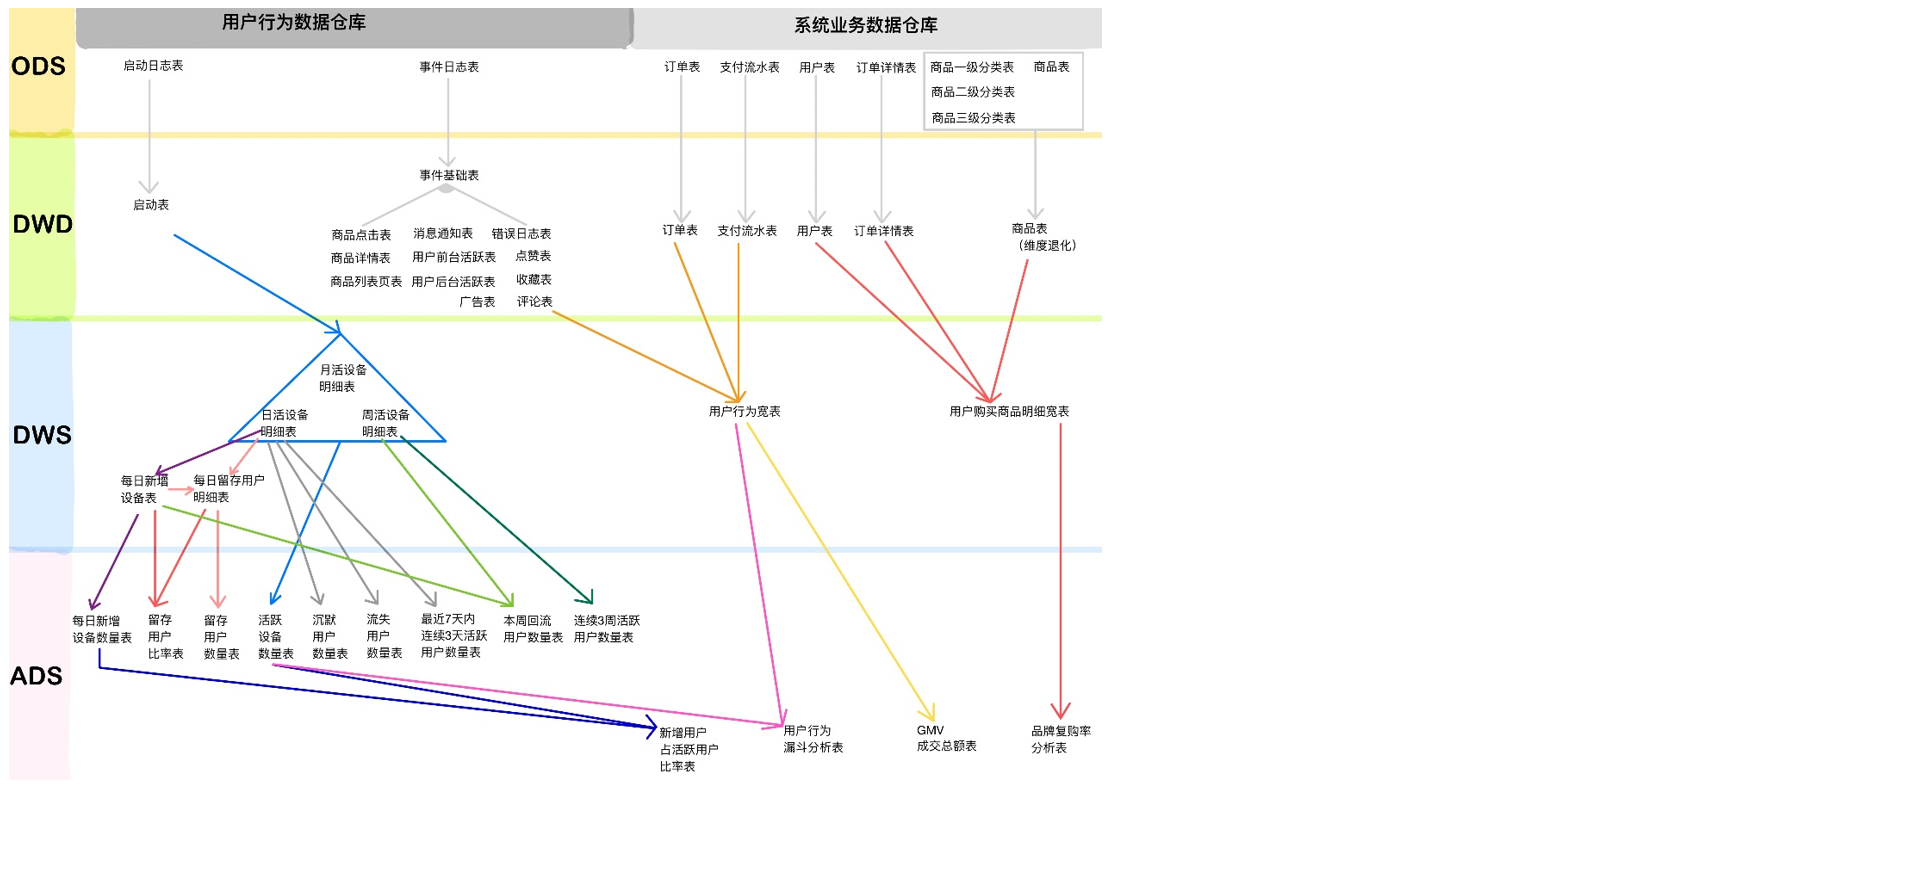 用户行为数据仓库
系统业务数据仓库
ODS
启动日志表
事件日志表
订单表
支付流水表
用户表
订单详情表
商品一级分类表
商品表
商品二级分类表
商品三级分类表
DWD
事件基础表
启动表
商品点击表
消息通知表
错误日志表
商品详情表
用户前台活跃表
点赞表
商品列表页表
用户后台活跃表
收藏表
广告表
评论表
订单表
支付流水表
用户表
订单详情表
商品表
(维度退化)
DWS
月活设备
明细表
日活设备
明细表
周活设备
明细表
用户行为宽表
用户购买商品明细宽表
每日新增
设备表
每日留存用户
明细表
ADS
每日新增
设备数量表
留存
用户
比率表
留存
用户
数量表
活跃
设备
数量表
沉默
用户
数量表
流失
用户
数量表
最近7天内
连续3天活跃
用户数量表
本周回流
用户数量表
连续3周活跃
用户数量表
新增用户
占活跃用户
比率表
用户行为
漏斗分析表
GMV
成交总额表
品牌复购率
分析表